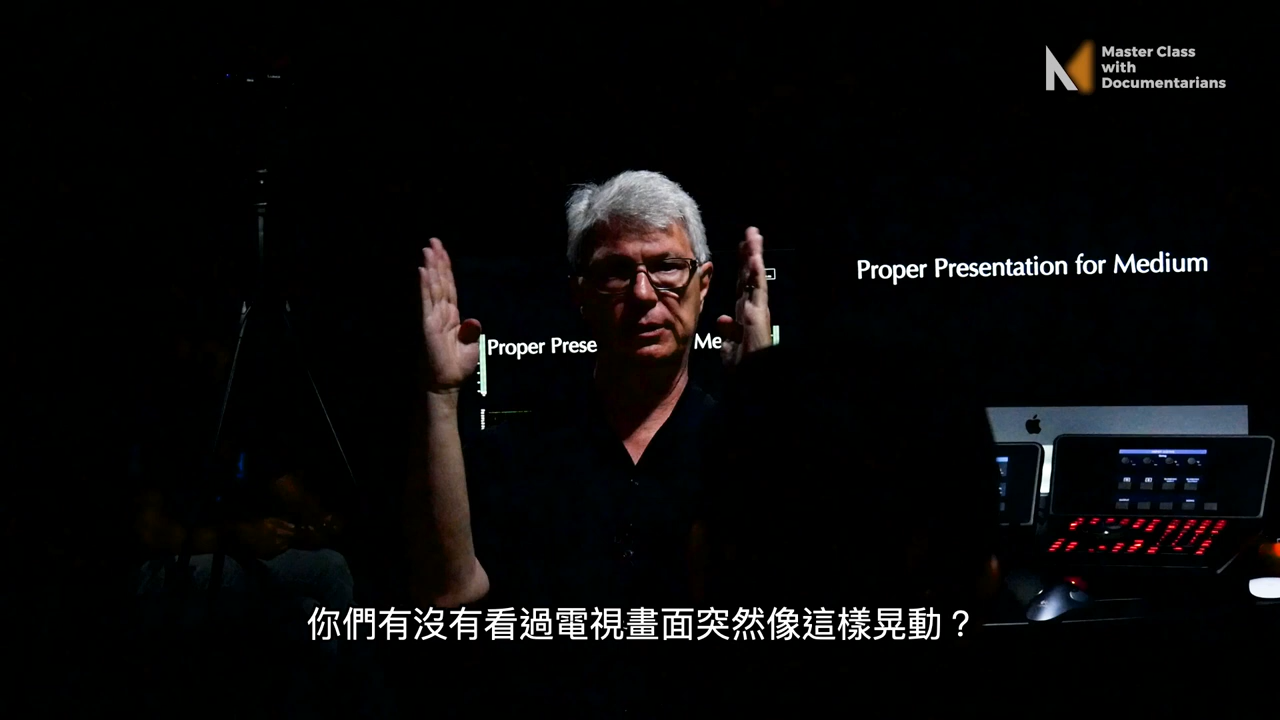 Master Class
with
Documentarians
Proper Presentation for Medium
Proper Prese Me
你們有沒有看過電視畫面突然像這樣晃動？